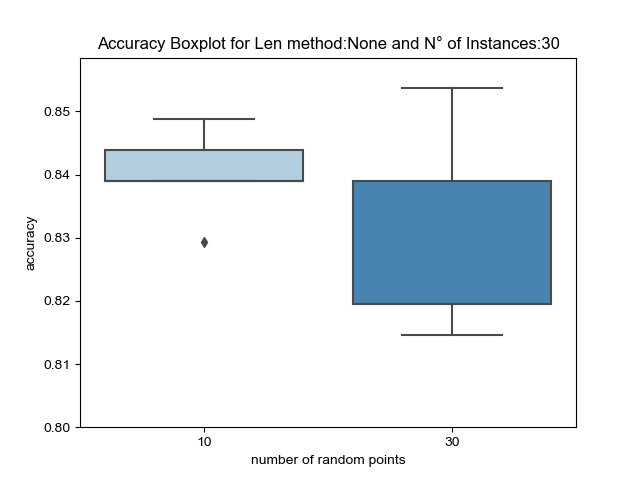 Accuracy Boxplot for Len method:None and N° of Instances:30
0.85
0.84
0.83
0.82
0.81
0.80
accuracy
10 30
number of random points